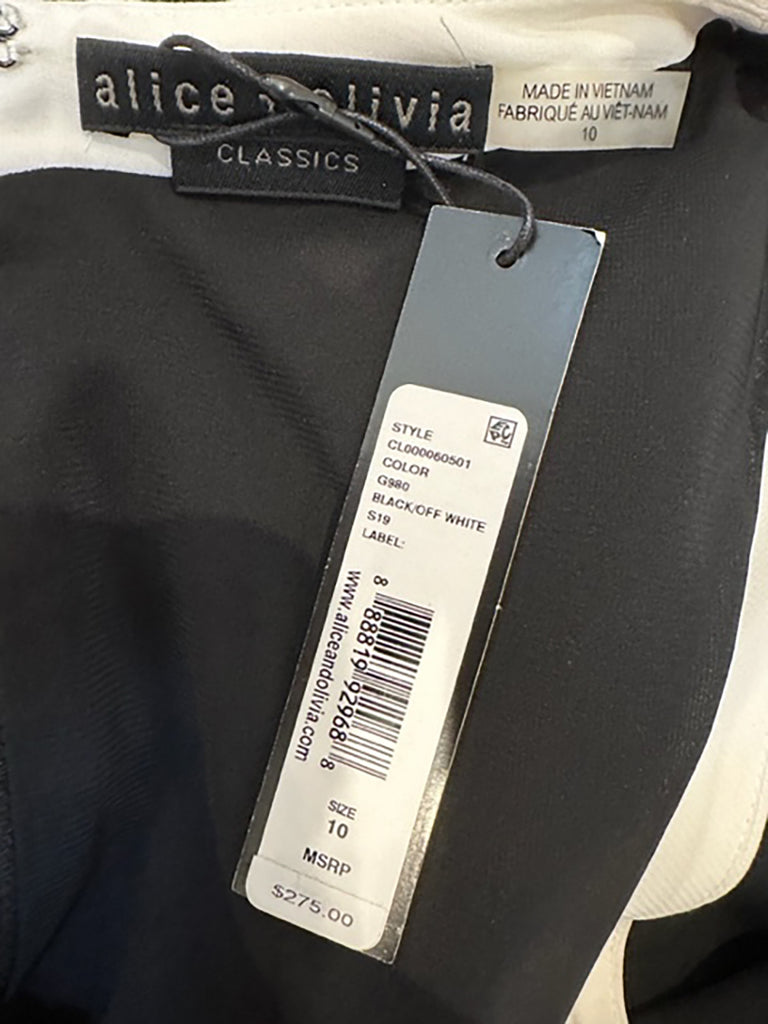 alice + olivia
CLASSICS
MADE IN VIETNAM
FABRIQUÉ AU VIÊT-NAM
10
STYLE
CL000060501
COLOR
G980
BLACK/OFF WHITE
S19
LABEL:
8 88819 92968 8
www.aliceandolivia.com
SIZE
10
MSRP
$275.00